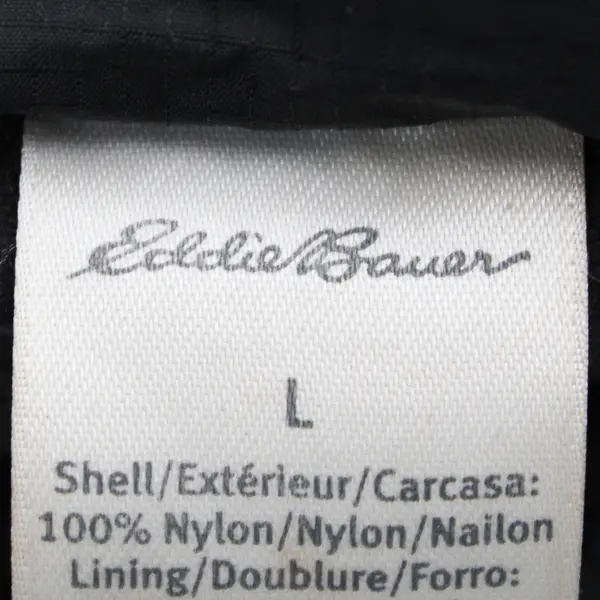 Eddie Bauer
L
Shell/Extérieur/Carcasa:
100% Nylon/Nylon/Nailon
Lining/Doublure/Forro: